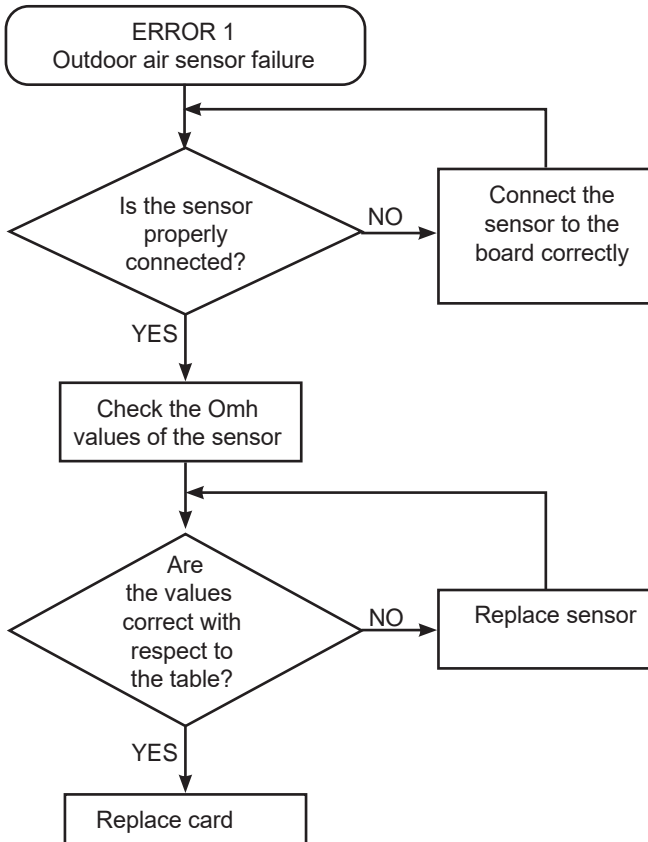 ERROR 1
Outdoor air sensor failure
Is the sensor
properly
connected?
NO
Connect the
sensor to the
board correctly
YES
Check the Omh
values of the sensor
Are
the values
correct with
respect to
the table?
NO
Replace sensor
YES
Replace card